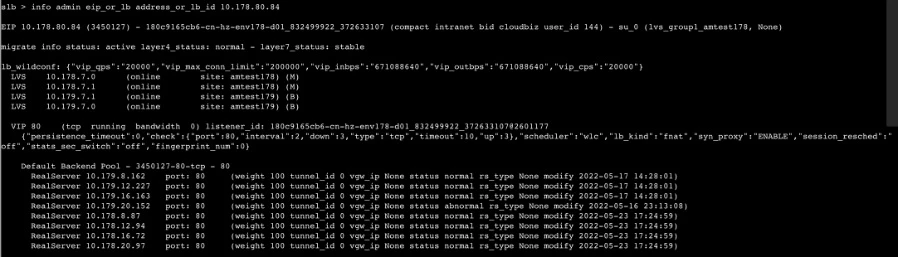 slb > info admin eip_or_lb address_or_lb_id 10.178.80.84
EIP 10.178.80.84 (3450127) - 180c9165cb6-cn-hz-env178-d01_832499922_372633107 (compact intranet bid cloudbiz user_id 144) - su_0 (lvs_group1_amtest178, None)
migrate info status: active layer4_status: normal - layer7_status: stable
lb_wildconf: {"vip_qps":"20000","vip_max_conn_limit":"200000","vip_inbps":"671088640","vip_outbps":"671088640","vip_cps":"20000"}
LVS 10.178.7.0 (online site: amtest178) (M)
LVS 10.178.7.1 (online site: amtest178) (M)
LVS 10.179.7.1 (online site: amtest179) (B)
LVS 10.179.7.0 (online site: amtest179) (B)
VIP 80 (tcp running bandwidth 0) listener_id: 180c9165cb6-cn-hz-env178-d01_832499922_372633107@2601177
{"persistence_timeout":0,"check":{"port":80,"interval":2,"down":3,"type":"tcp","timeout":10,"up":3},"scheduler":"wlc","lb_kind":"fnat","syn_proxy":"ENABLE","session_resched":"
off","stats_sec_switch":"off","fingerprint_num":0}
Default Backend Pool - 3450127-80-tcp - 80
RealServer 10.179.8.162 port: 80 (weight 100 tunnel_id 0 vgw_ip None status normal rs_type None modify 2022-05-17 14:28:01)
RealServer 10.179.12.227 port: 80 (weight 100 tunnel_id 0 vgw_ip None status normal rs_type None modify 2022-05-17 14:28:01)
RealServer 10.179.16.163 port: 80 (weight 100 tunnel_id 0 vgw_ip None status normal rs_type None modify 2022-05-17 14:28:01)
RealServer 10.179.20.152 port: 80 (weight 100 tunnel_id 0 vgw_ip None status abnormal rs_type None modify 2022-05-16 23:13:08)
RealServer 10.178.8.87 port: 80 (weight 100 tunnel_id 0 vgw_ip None status normal rs_type None modify 2022-05-23 17:24:59)
RealServer 10.178.12.94 port: 80 (weight 100 tunnel_id 0 vgw_ip None status normal rs_type None modify 2022-05-23 17:24:59)
RealServer 10.178.16.72 port: 80 (weight 100 tunnel_id 0 vgw_ip None status normal rs_type None modify 2022-05-23 17:24:59)
RealServer 10.178.20.97 port: 80 (weight 100 tunnel_id 0 vgw_ip None status normal rs_type None modify 2022-05-23 17:24:59)